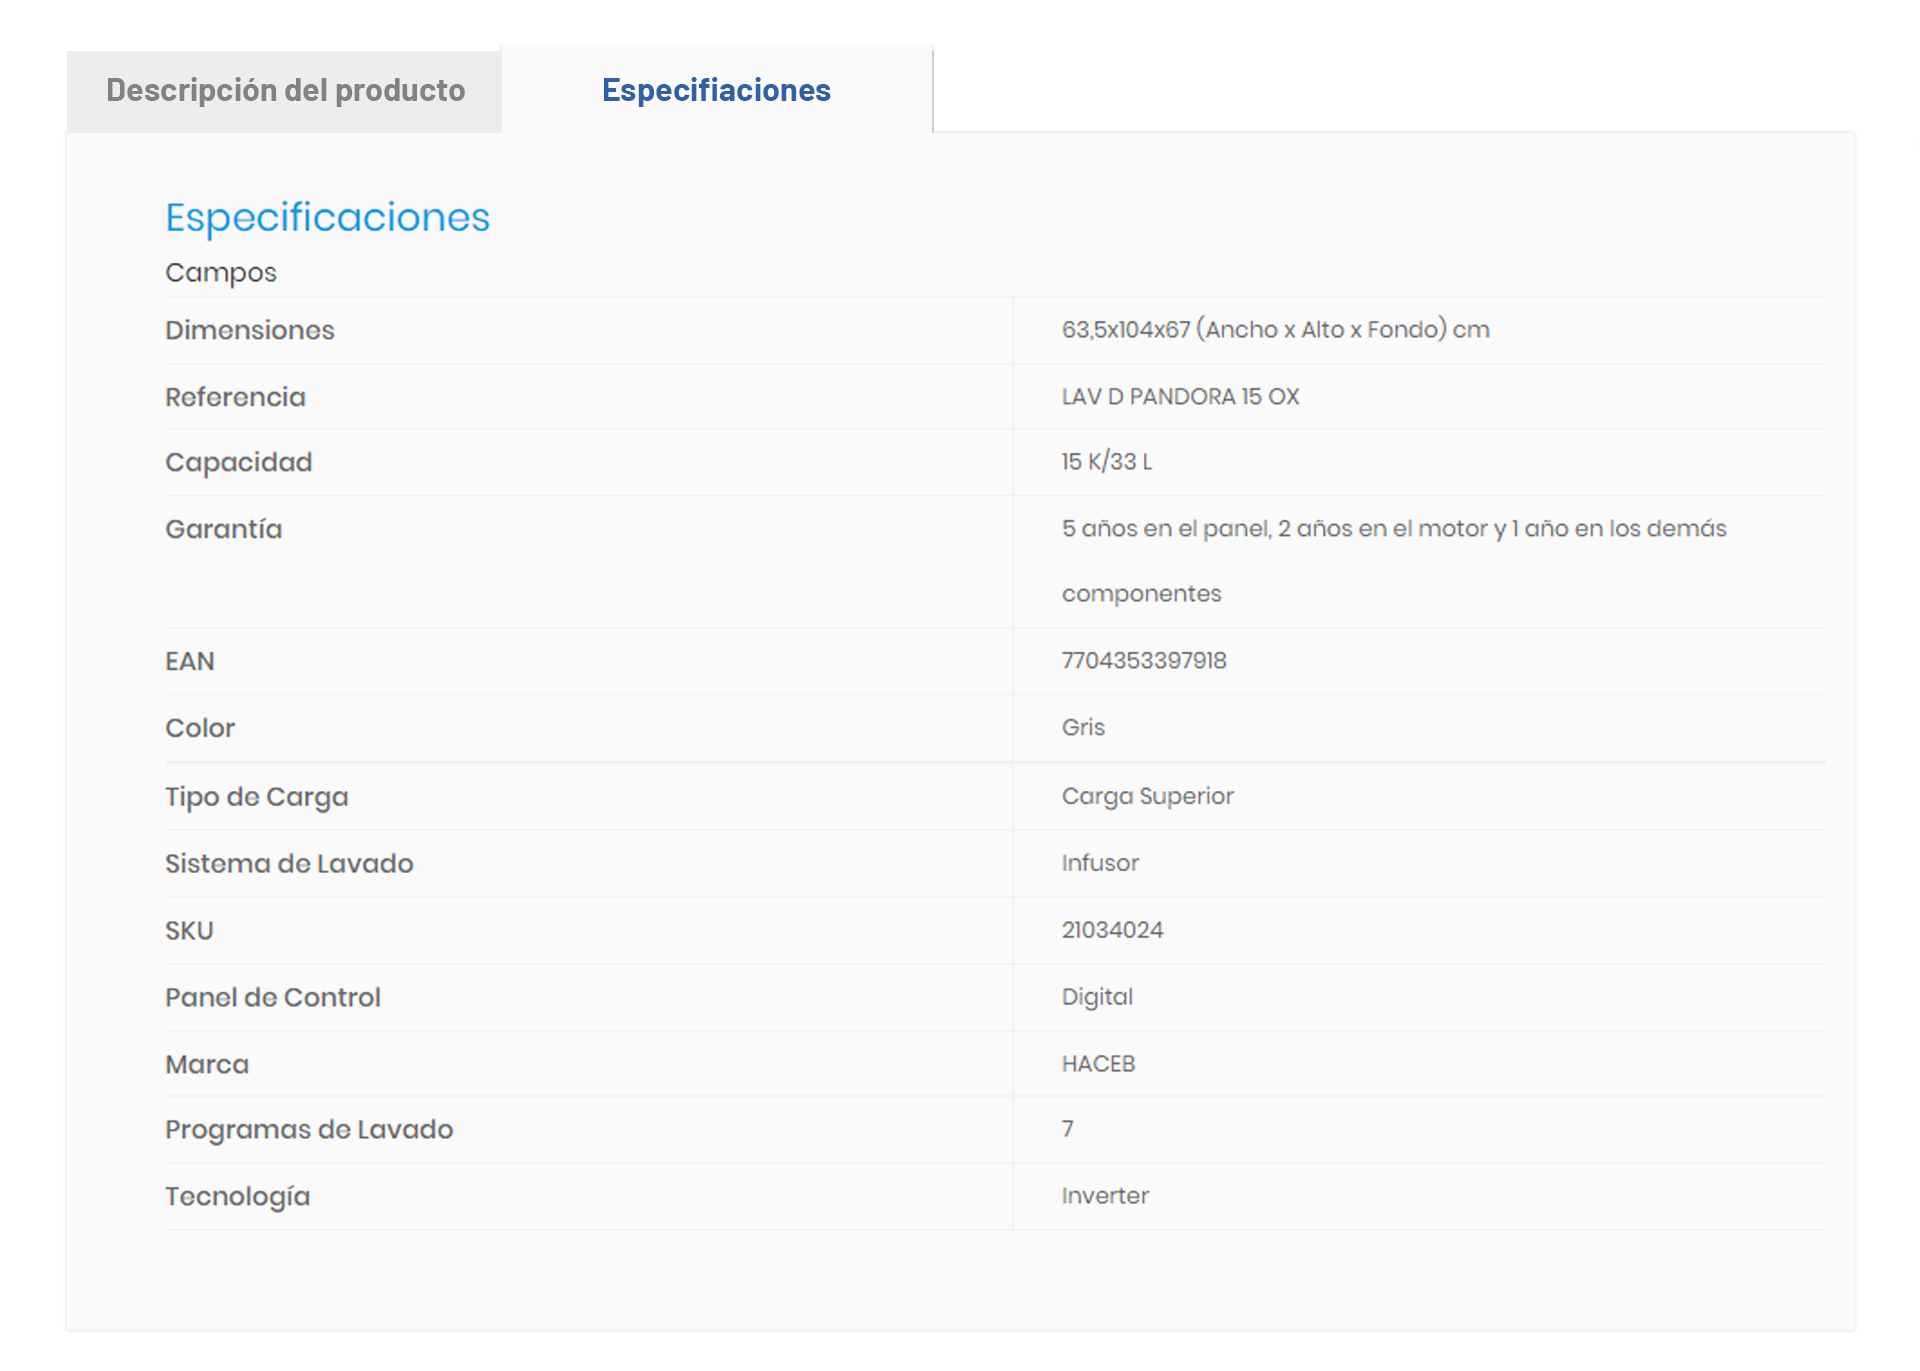 Descripción del producto
Especifiaciones
Especificaciones
Campos
Dimensiones
63,5x104x67 (Ancho x Alto x Fondo) cm
Referencia
LAV D PANDORA 15 OX
Capacidad
15 K/33 L
Garantía
5 años en el panel, 2 años en el motor y 1 año en los demás
componentes
EAN
7704353397918
Color
Gris
Tipo de Carga
Carga Superior
Sistema de Lavado
Infusor
SKU
21034024
Panel de Control
Digital
Marca
HACEB
Programas de Lavado
7
Tecnología
Inverter